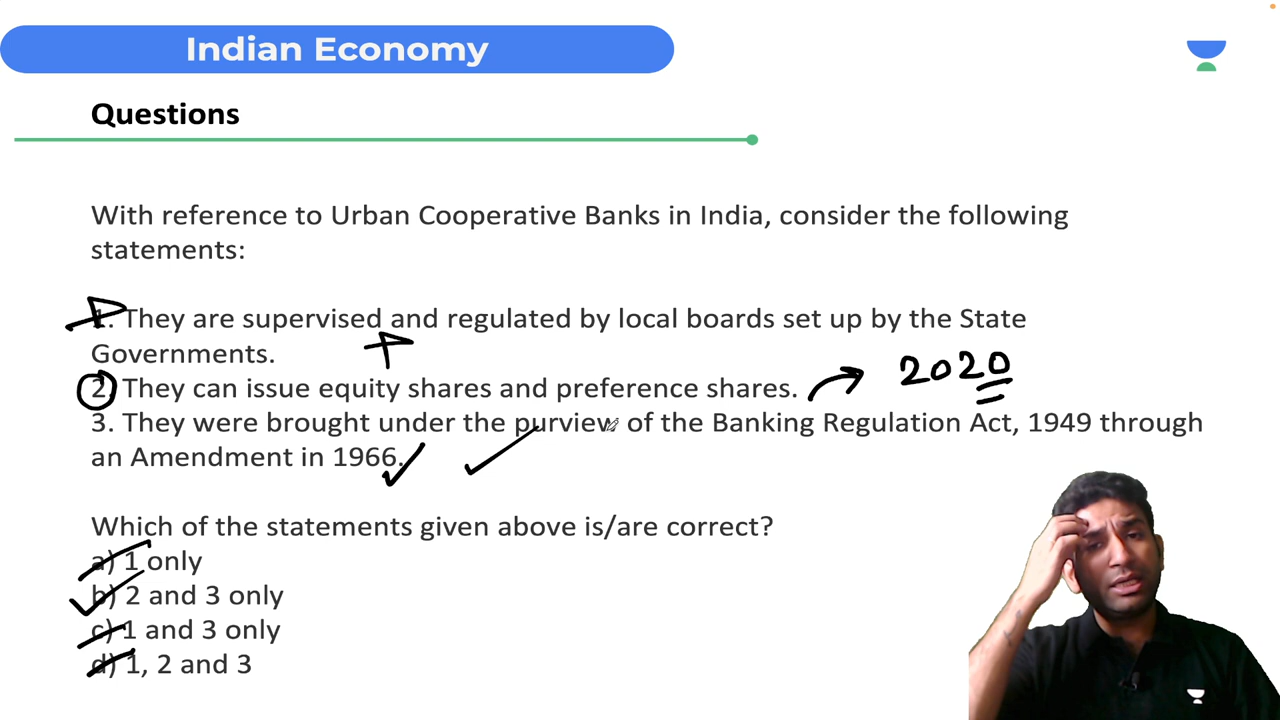 Indian Economy
Questions
With reference to Urban Cooperative Banks in India, consider the following
statements:
1. They are supervised and regulated by local boards set up by the State
Governments.
2. They can issue equity shares and preference shares.
2020
3. They were brought under the purview of the Banking Regulation Act, 1949 through
an Amendment in 1966.
Which of the statements given above is/are correct?
a) 1 only
b) 2 and 3 only
c) 1 and 3 only
d) 1, 2 and 3